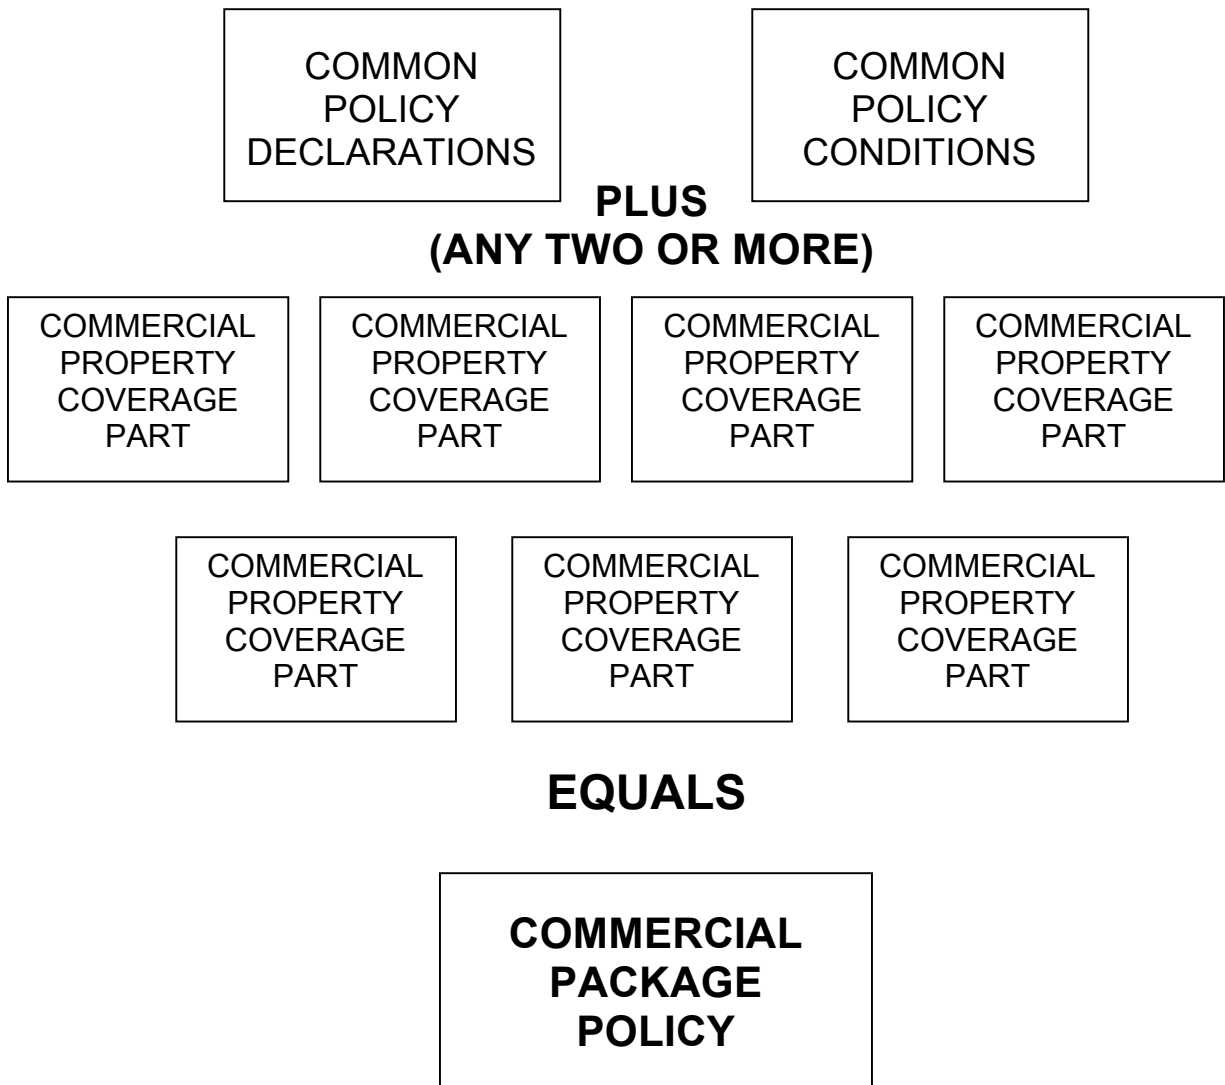 COMMON
POLICY
DECLARATIONS
COMMON
POLICY
CONDITIONS
PLUS
(ANY TWO OR MORE)
COMMERCIAL
PROPERTY
COVERAGE
PART
COMMERCIAL
PROPERTY
COVERAGE
PART
COMMERCIAL
PROPERTY
COVERAGE
PART
COMMERCIAL
PROPERTY
COVERAGE
PART
COMMERCIAL
PROPERTY
COVERAGE
PART
COMMERCIAL
PROPERTY
COVERAGE
PART
COMMERCIAL
PROPERTY
COVERAGE
PART
EQUALS
COMMERCIAL
PACKAGE
POLICY